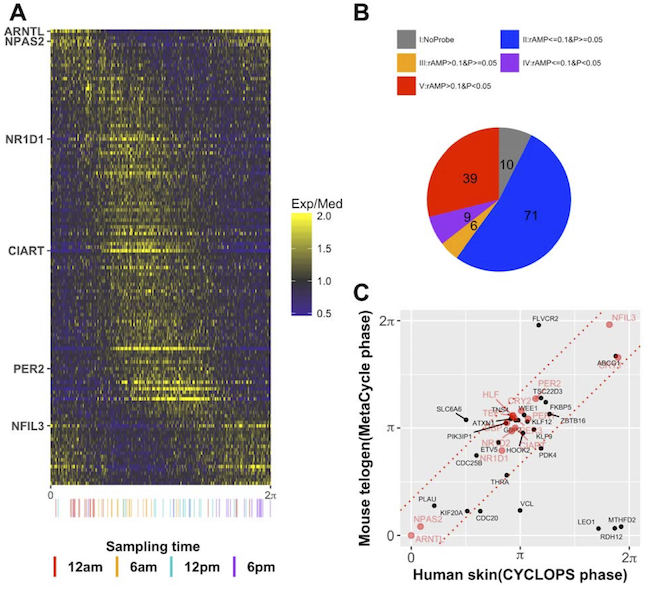 A
ARNTL
NPAS2
NR1D1
CIART
PER2
NFIL3
0
2π
Exp/Med
2.0
1.5
1.0
0.5
Sampling time
12am
6am
12pm
6pm
B
I:NoProbe
II:rAMP<=0.1&P>=0.05
III:rAMP>0.1&P>=0.05
IV:rAMP<=0.1&P<0.05
V:rAMP>0.1&P<0.05
10
39
71
9
6
C
Mouse telogen(MetaCycle phase)
2π
π
0
FLVCR2
NFIL3
ABCG1
PER2
TSC22D3
HLF
CRY2
SLC6A6
TNS4
WEE1
FKBP5
ZBTB16
ATXN1
KLF12
PIK3IP1
KLF9
ETV5
HOOK2
CIART
NR1D2
NR1D1
PDK4
CDC25B
THRA
PLAU
KIF20A
CDC20
VCL
NPAS2
ARNTL
LEO1
MTHFD2
RDH12
0
π
2π
Human skin(CYCLOPS phase)